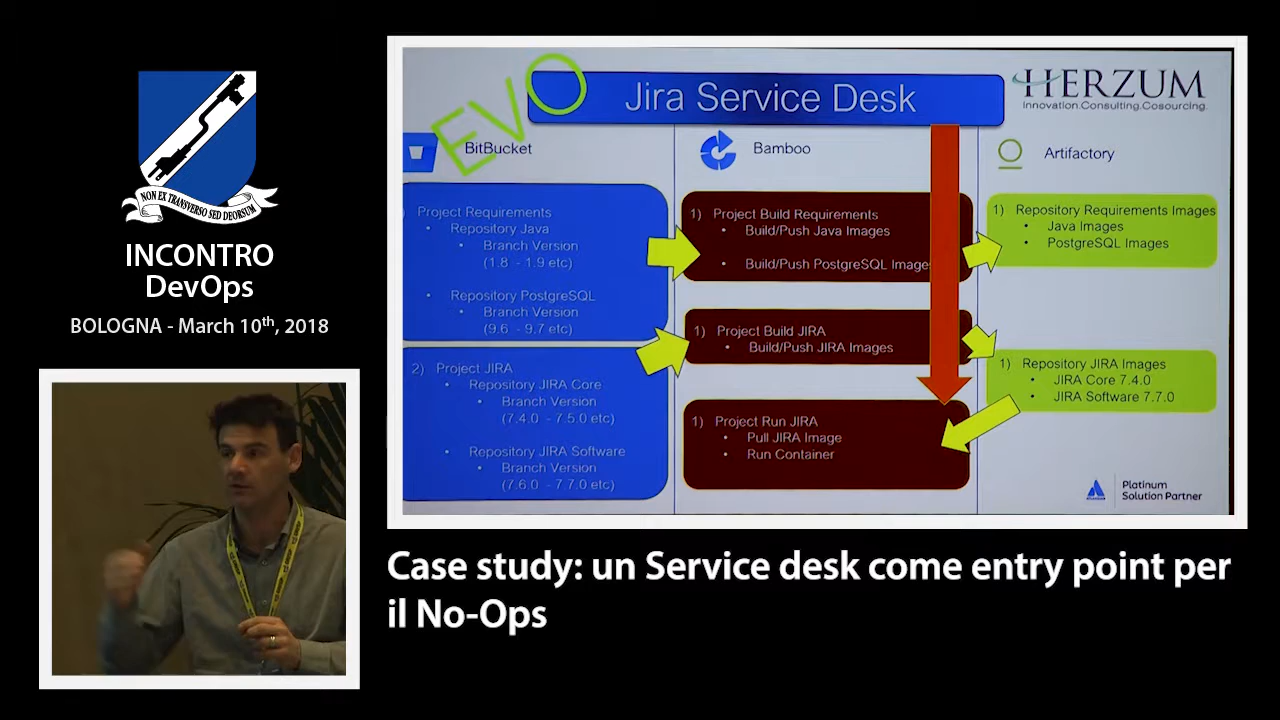 NON EX TRANSVERSO SED DEORSUM
INCONTRO
DevOps
BOLOGNA - March 10th, 2018
EVO
Jira Service Desk
HERZUM
Innovation.Consulting.Cosourcing.
BitBucket
Bamboo
Artifactory
) Project Requirements
• Repository Java
• Branch Version
(1.8 - 1.9 etc)
• Repository PostgreSQL
• Branch Version
(9.6 - 9.7 etc)
2) Project JIRA
• Repository JIRA Core
• Branch Version
(7.4.0 - 7.5.0 etc)
• Repository JIRA Software
• Branch Version
(7.6.0 - 7.7.0 etc)
1) Project Build Requirements
• Build/Push Java Images
• Build/Push PostgreSQL Images
1) Project Build JIRA
• Build/Push JIRA Images
1) Project Run JIRA
• Pull JIRA Image
• Run Container
1) Repository Requirements Images
• Java Images
• PostgreSQL Images
1) Repository JIRA Images
• JIRA Core 7.4.0
• JIRA Software 7.7.0
Platinum
Solution Partner
Case study: un Service desk come entry point per
il No-Ops